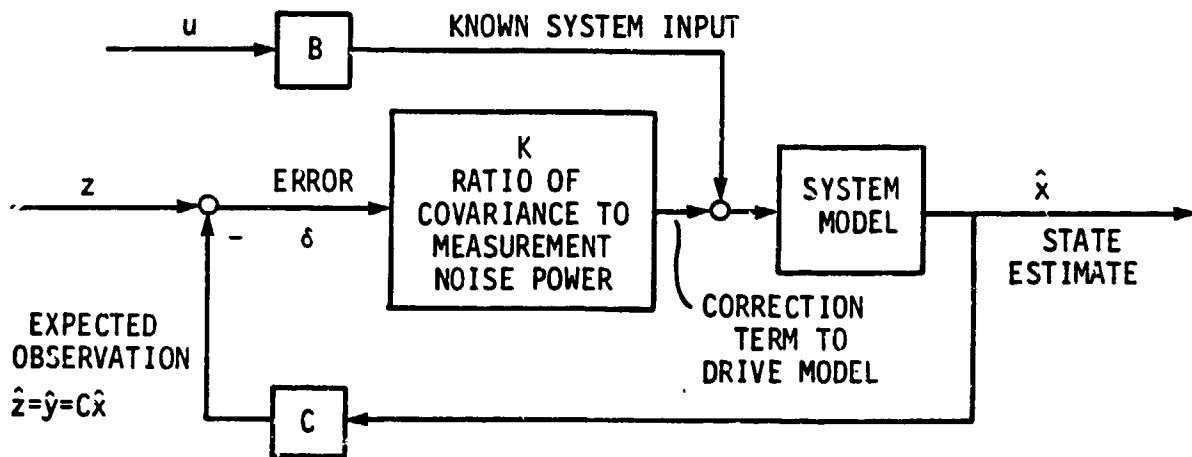 u
B
KNOWN SYSTEM INPUT
z
ERROR
-
δ
K
RATIO OF
COVARIANCE TO
MEASUREMENT
NOISE POWER
SYSTEM
MODEL
x̂
STATE
ESTIMATE
CORRECTION
TERM TO
DRIVE MODEL
EXPECTED
OBSERVATION
ẑ=ŷ=Cx̂
C